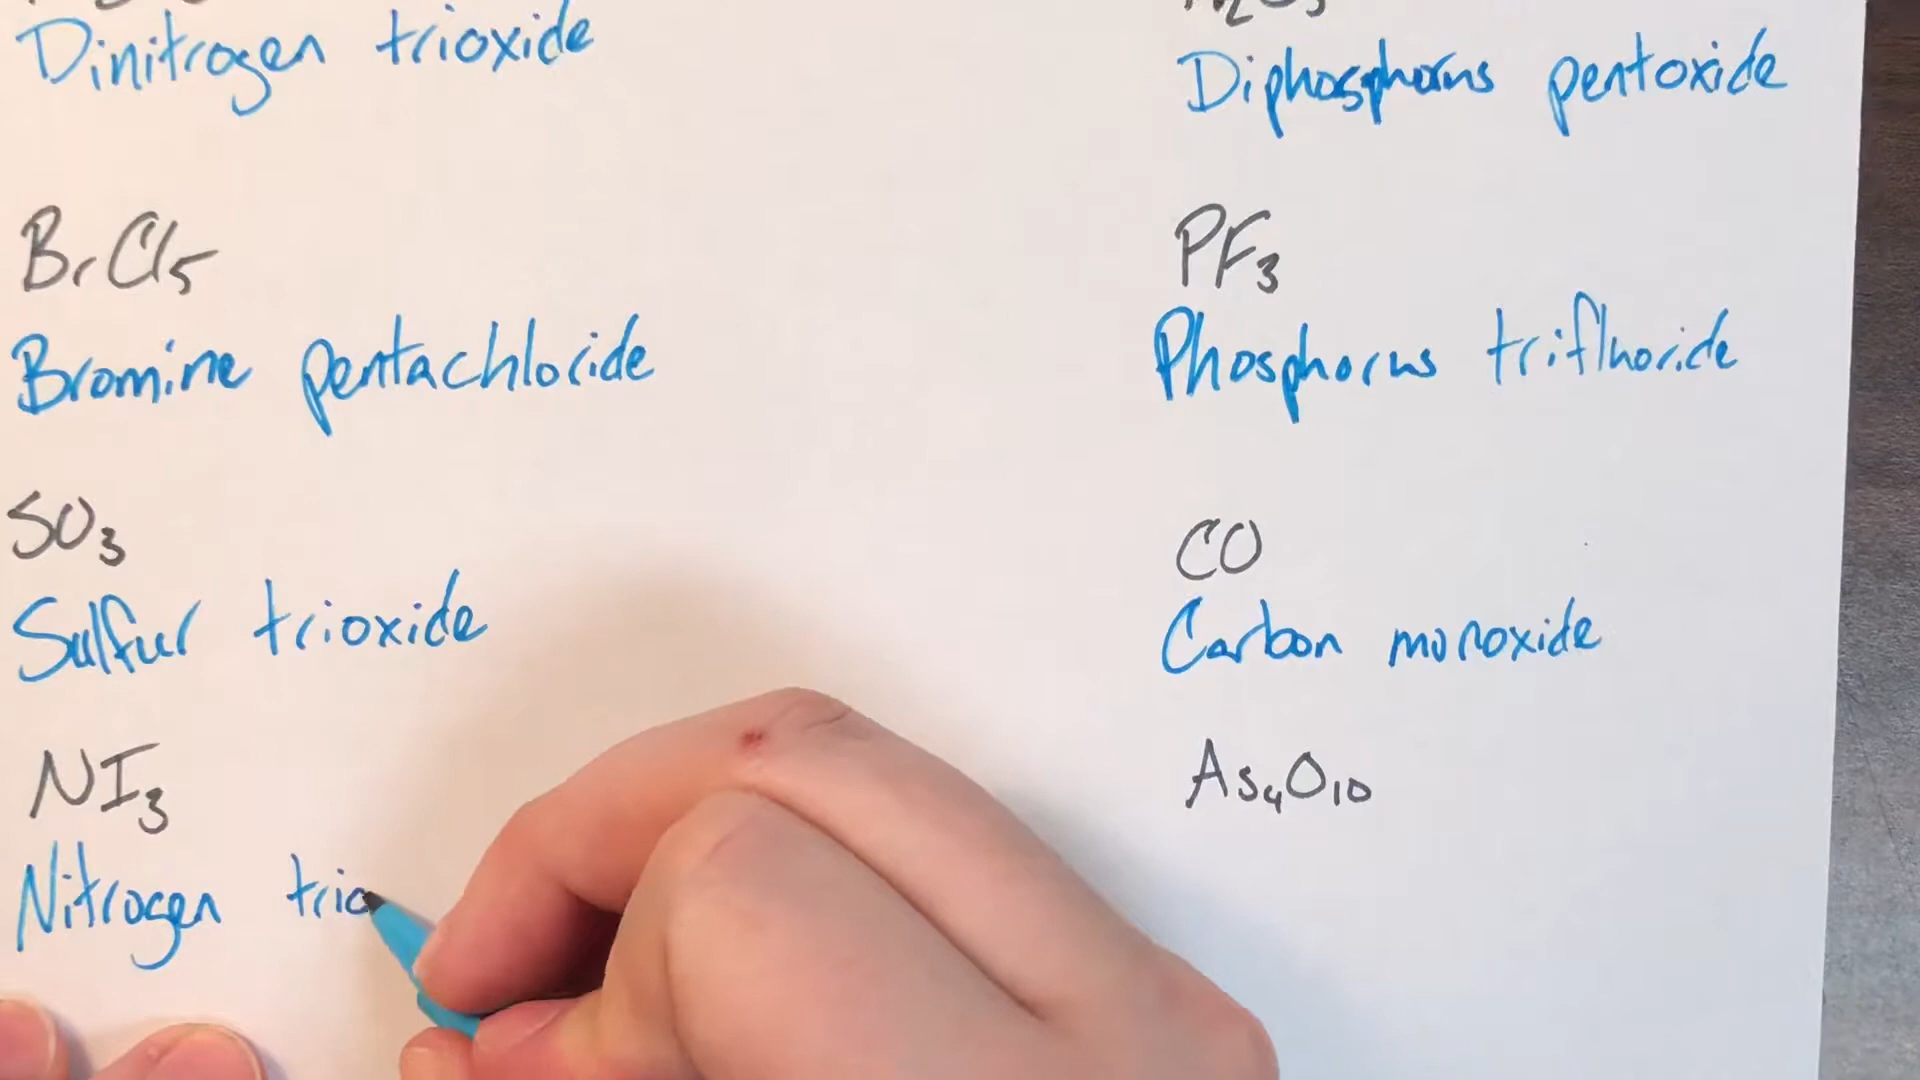 Dinitrogen trioxide
BrCl₅
Bromine pentachloride
SO₃
Sulfur trioxide
NI₃
Nitrogen
Diphosphorus pentoxide
PF₃
Phosphorus trifluoride
CO
Carbon monoxide
As₄O₁₀